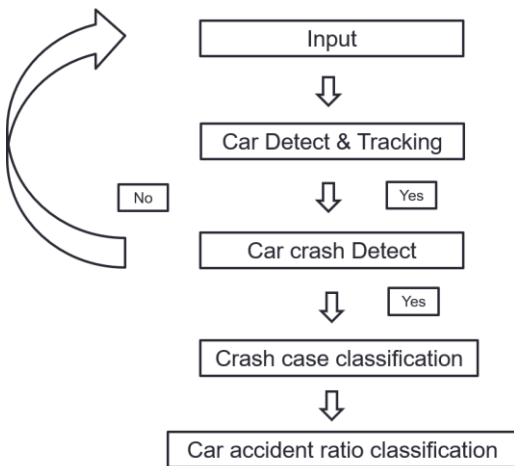 Input
Car Detect & Tracking
No
Yes
Car crash Detect
Yes
Crash case classification
Car accident ratio classification